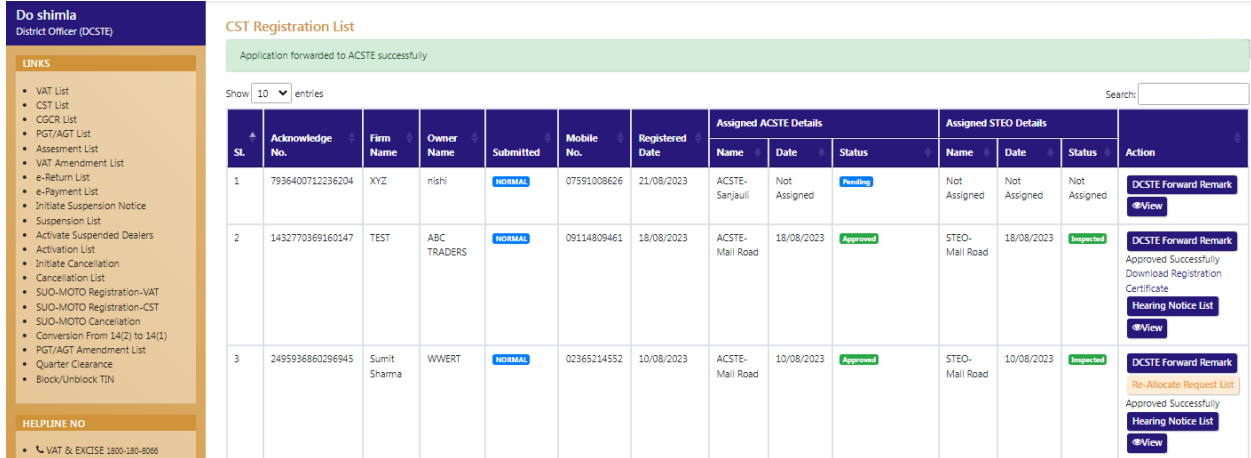 Do shimla
District Officer (DCSTE)
LINKS
VAT List
CST List
CGCR List
PGT/AGT List
Assesment List
VAT Amendment List
e-Return List
e-Payment List
Initiate Suspension Notice
Suspension List
Activate Suspended Dealers
Activation List
Initiate Cancellation
Cancellation List
SUO-MOTO Registration-VAT
SUO-MOTO Registration-CST
SUO-MOTO Cancellation
Conversion From 14(2) to 14(1)
PGT/AGT Amendment List
Quarter Clearance
Block/Unblock TIN
HELPLINE NO
VAT & EXCISE 1800-180-8066
CST Registration List
Application forwarded to ACSTE successfully
Show 10 entries
Search:
Sl. Acknowledge No. Firm Name Owner Name Submitted Mobile No. Registered Date Assigned ACSTE Details Assigned STEO Details Action
Name Date Status Name Date Status
1 7936400712236204 XYZ nishi NORMAL 07591008626 21/08/2023 ACSTE- Not Pending Not Not Not DCSTE Forward Remark
Sanjauli Assigned Assigned Assigned Assigned View
2 1432770369160147 TEST ABC NORMAL 09114809461 18/08/2023 ACSTE- 18/08/2023 Approved STEO- 18/08/2023 Inspected DCSTE Forward Remark
TRADERS Mall Road Mall Road Approved Successfully
Download Registration
Certificate
Hearing Notice List
View
3 2495936860296945 Sumit WWERT NORMAL 02365214552 10/08/2023 ACSTE- 10/08/2023 Approved STEO- 10/08/2023 Inspected DCSTE Forward Remark
Sharma Mall Road Mall Road Re-Allocate Request List
Approved Successfully
Hearing Notice List
View